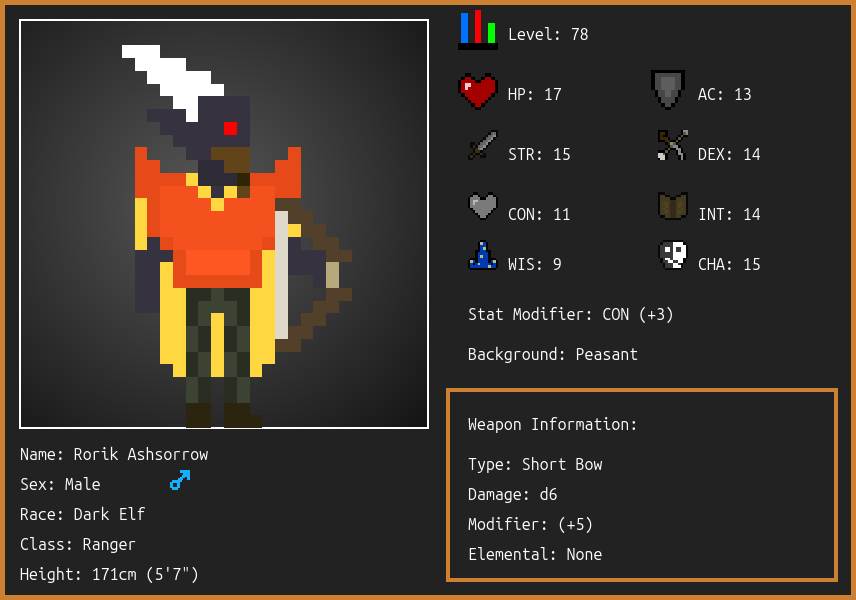 Level: 78
HP: 17
AC: 13
STR: 15
DEX: 14
CON: 11
INT: 14
WIS: 9
CHA: 15
Stat Modifier: CON (+3)
Background: Peasant
Weapon Information:
Type: Short Bow
Damage: d6
Modifier: (+5)
Elemental: None
Name: Rorik Ashsorrow
Sex: Male
Race: Dark Elf
Class: Ranger
Height: 171cm (5'7")